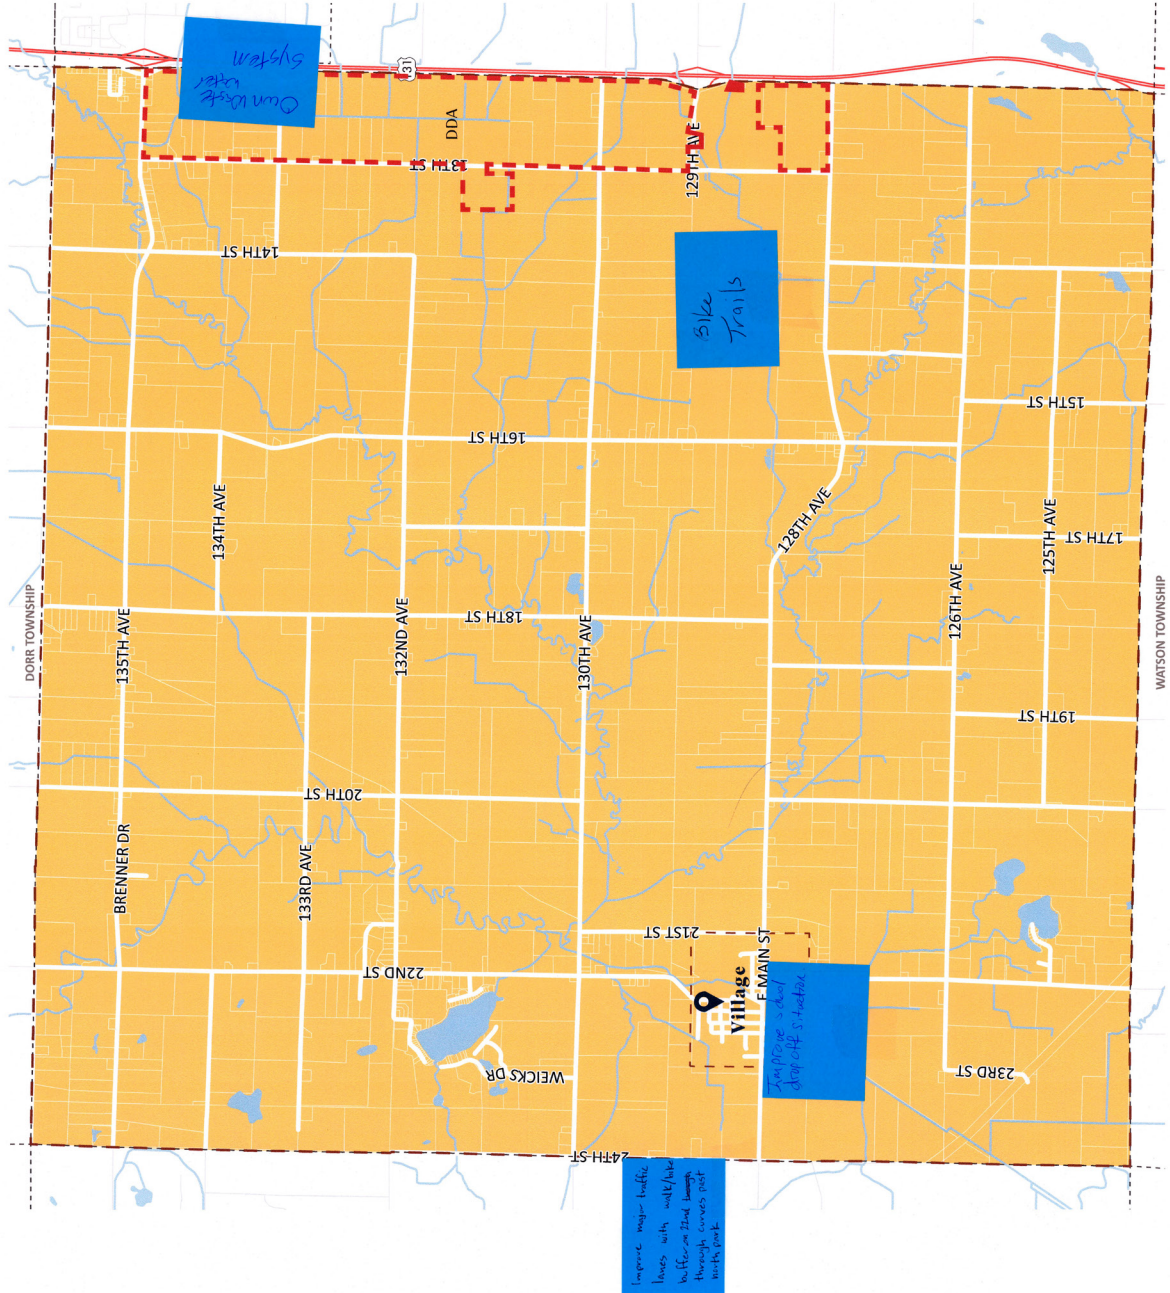 Own Waste
water
System
31
DDA
13TH ST
129TH AVE
14TH ST
Bike
Trails
16TH ST
15TH ST
134TH AVE
128TH AVE
125TH AVE
17TH ST
DORR TOWNSHIP
135TH AVE
132ND AVE
18TH ST
130TH AVE
126TH AVE
WATSON TOWNSHIP
19TH ST
20TH ST
BRENNER DR
133RD AVE
21ST ST
22ND ST
E MAIN ST
Village
Improve school
drop off situation
WEICKS DR
23RD ST
24TH ST
Improve major traffic
lanes with walk/bike
buffer on 22nd
through curves past
north park